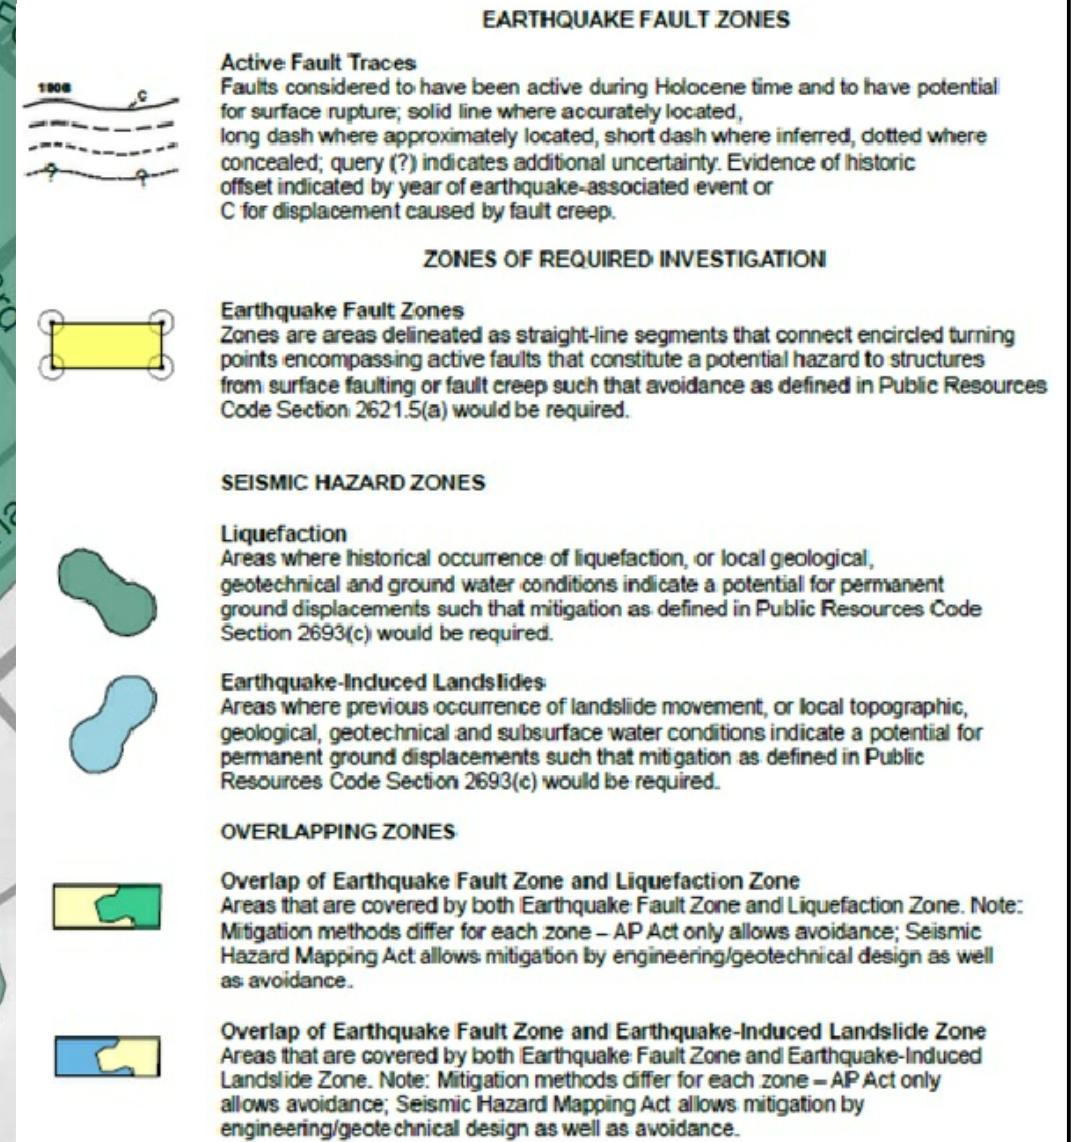 EARTHQUAKE FAULT ZONES
Active Fault Traces
Faults considered to have been active during Holocene time and to have potential
for surface rupture; solid line where accurately located,
long dash where approximately located, short dash where inferred, dotted where
concealed; query (?) indicates additional uncertainty. Evidence of historic
offset indicated by year of earthquake-associated event or
C for displacement caused by fault creep.
1906
C
?
?
ZONES OF REQUIRED INVESTIGATION
Earthquake Fault Zones
Zones are areas delineated as straight-line segments that connect encircled turning
points encompassing active faults that constitute a potential hazard to structures
from surface faulting or fault creep such that avoidance as defined in Public Resources
Code Section 2621.5(a) would be required.
SEISMIC HAZARD ZONES
Liquefaction
Areas where historical occurrence of liquefaction, or local geological,
geotechnical and ground water conditions indicate a potential for permanent
ground displacements such that mitigation as defined in Public Resources Code
Section 2693(c) would be required.
Earthquake-Induced Landslides
Areas where previous occurrence of landslide movement, or local topographic,
geological, geotechnical and subsurface water conditions indicate a potential for
permanent ground displacements such that mitigation as defined in Public
Resources Code Section 2693(c) would be required.
OVERLAPPING ZONES
Overlap of Earthquake Fault Zone and Liquefaction Zone
Areas that are covered by both Earthquake Fault Zone and Liquefaction Zone. Note:
Mitigation methods differ for each zone – AP Act only allows avoidance; Seismic
Hazard Mapping Act allows mitigation by engineering/geotechnical design as well
as avoidance.
Overlap of Earthquake Fault Zone and Earthquake-Induced Landslide Zone
Areas that are covered by both Earthquake Fault Zone and Earthquake-Induced
Landslide Zone. Note: Mitigation methods differ for each zone – AP Act only
allows avoidance; Seismic Hazard Mapping Act allows mitigation by
engineering/geotechnical design as well as avoidance.